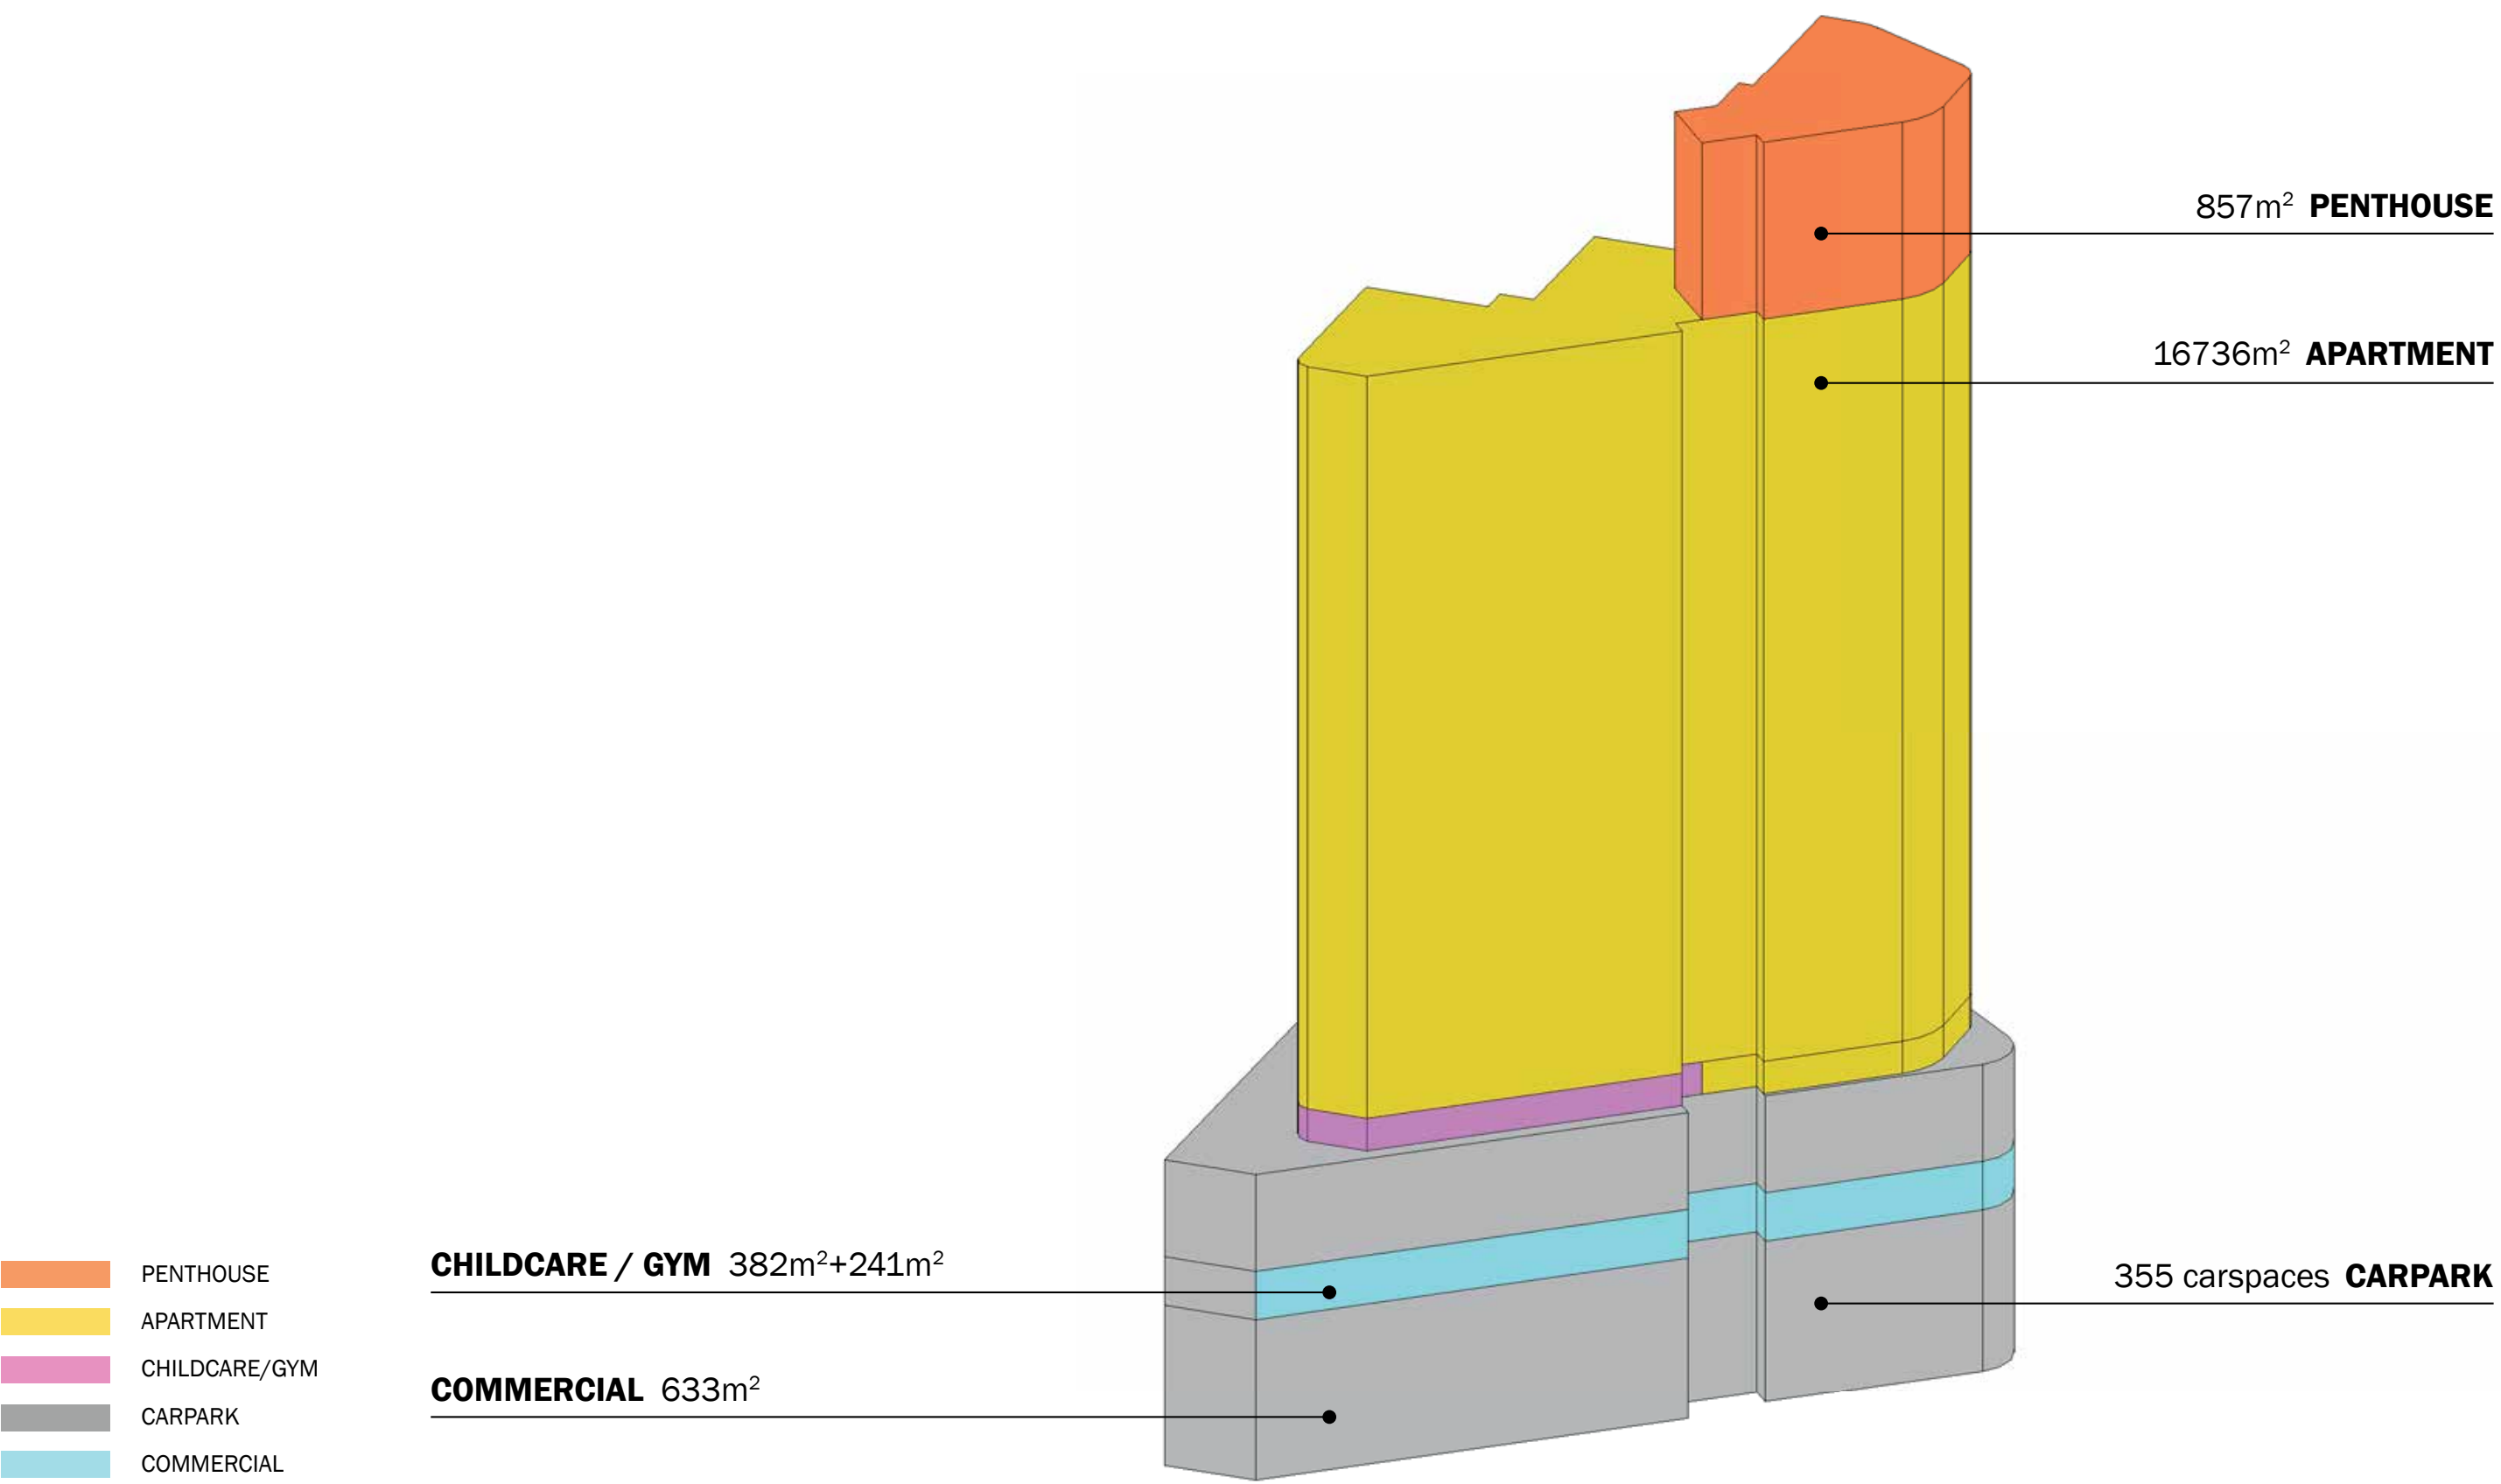 857m² PENTHOUSE
16736m² APARTMENT
CHILDCARE / GYM 382m²+241m²
355 carspaces CARPARK
COMMERCIAL 633m²
PENTHOUSE
APARTMENT
CHILDCARE/GYM
CARPARK
COMMERCIAL